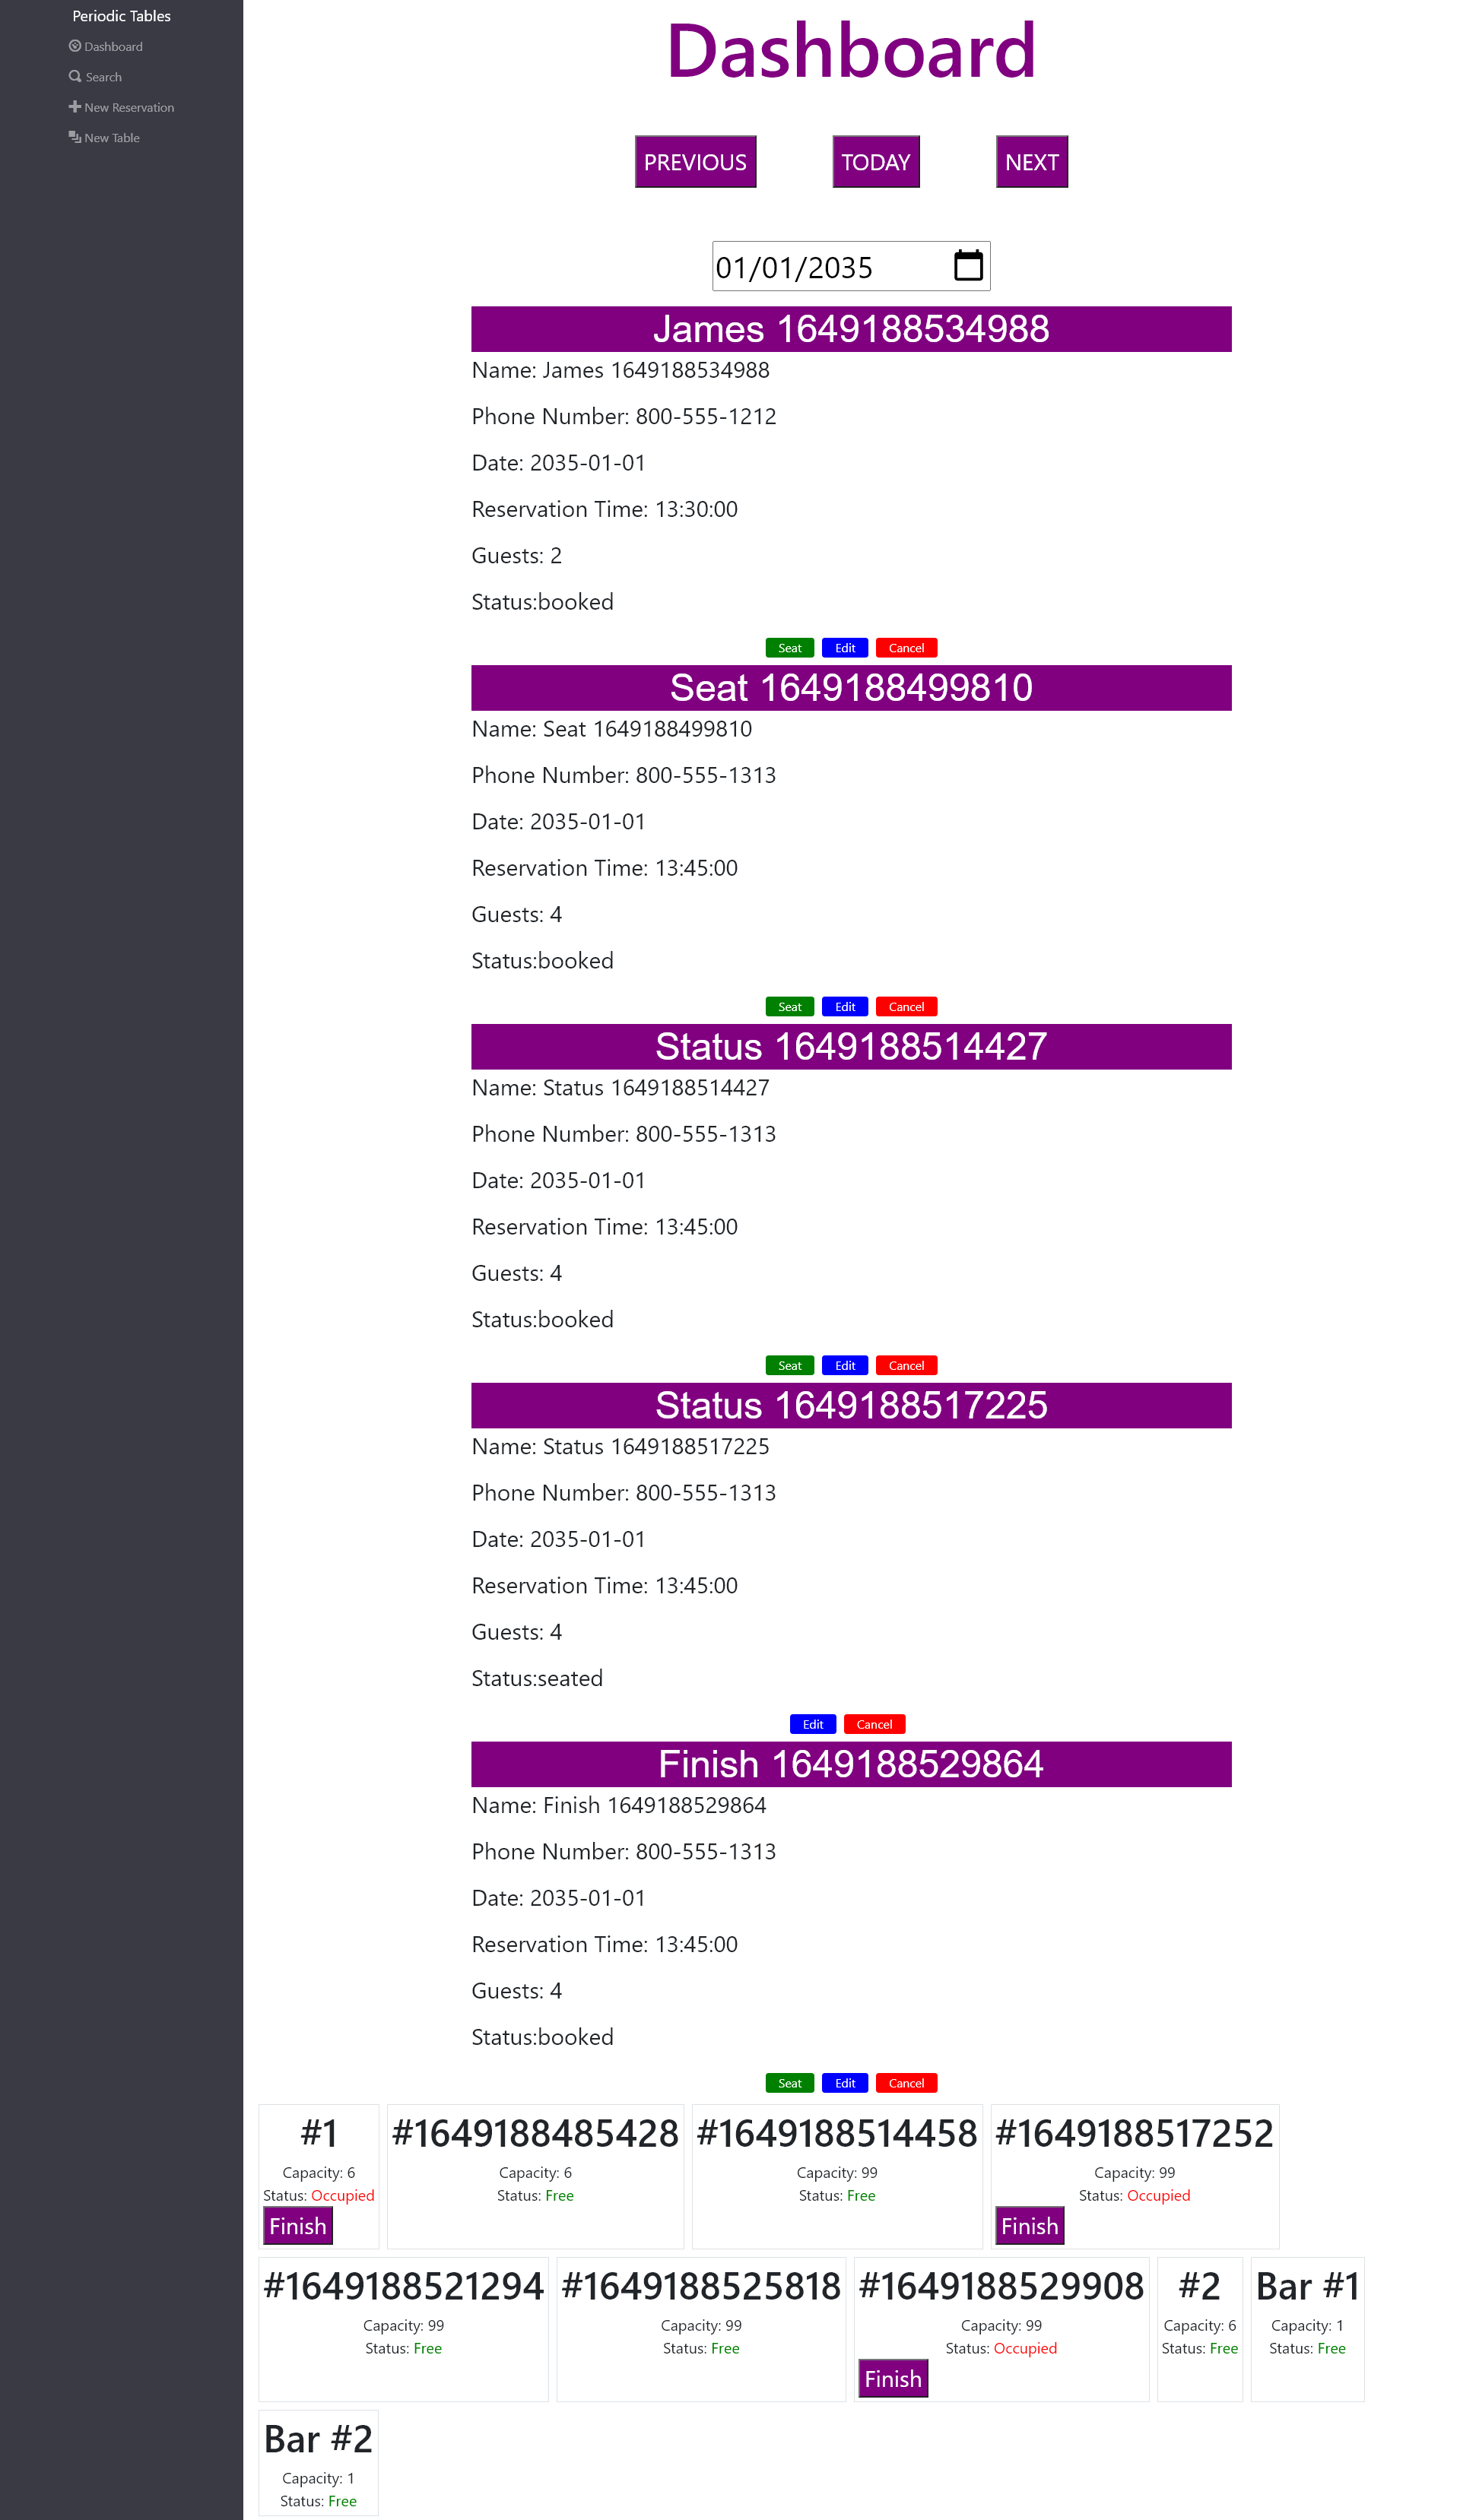 Periodic Tables
Dashboard
Search
New Reservation
New Table
Dashboard
PREVIOUS TODAY NEXT
01/01/2035
James 1649188534988
Name: James 1649188534988
Phone Number: 800-555-1212
Date: 2035-01-01
Reservation Time: 13:30:00
Guests: 2
Status:booked
Seat Edit Cancel
Seat 1649188499810
Name: Seat 1649188499810
Phone Number: 800-555-1313
Date: 2035-01-01
Reservation Time: 13:45:00
Guests: 4
Status:booked
Seat Edit Cancel
Status 1649188514427
Name: Status 1649188514427
Phone Number: 800-555-1313
Date: 2035-01-01
Reservation Time: 13:45:00
Guests: 4
Status:booked
Seat Edit Cancel
Status 1649188517225
Name: Status 1649188517225
Phone Number: 800-555-1313
Date: 2035-01-01
Reservation Time: 13:45:00
Guests: 4
Status:seated
Edit Cancel
Finish 1649188529864
Name: Finish 1649188529864
Phone Number: 800-555-1313
Date: 2035-01-01
Reservation Time: 13:45:00
Guests: 4
Status:booked
Seat Edit Cancel
#1
Capacity: 6
Status: Occupied
Finish
#1649188485428
Capacity: 6
Status: Free
#1649188514458
Capacity: 99
Status: Free
#1649188517252
Capacity: 99
Status: Occupied
Finish
#1649188521294
Capacity: 99
Status: Free
#1649188525818
Capacity: 99
Status: Free
#1649188529908
Capacity: 99
Status: Occupied
Finish
#2
Capacity: 6
Status: Free
Bar #1
Capacity: 1
Status: Free
Bar #2
Capacity: 1
Status: Free